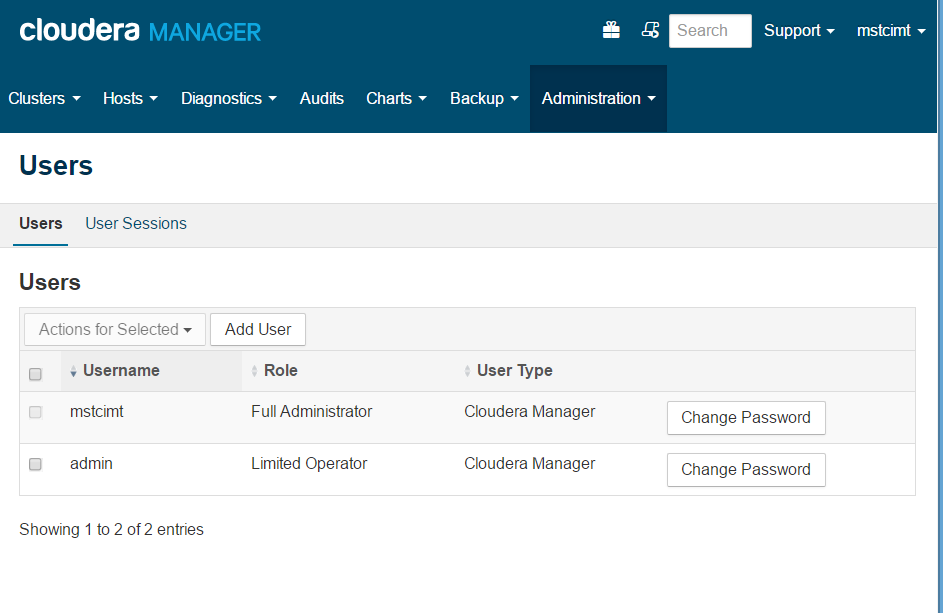 cloudera MANAGER
Search
Support
mstcimt
Clusters Hosts Diagnostics Audits Charts Backup Administration
Users
Users User Sessions
Users
Actions for Selected Add User
Username Role User Type
mstcimt Full Administrator Cloudera Manager Change Password
admin Limited Operator Cloudera Manager Change Password
Showing 1 to 2 of 2 entries